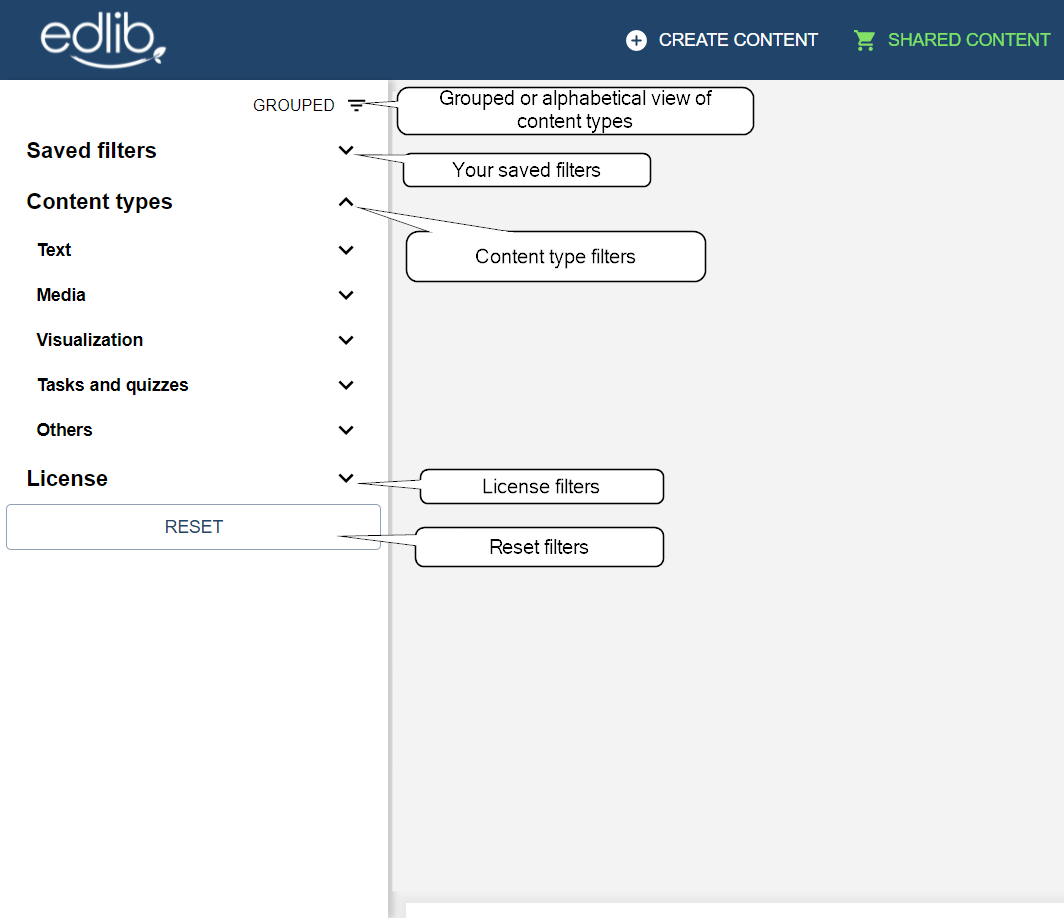 edlib
CREATE CONTENT
SHARED CONTENT
GROUPED
Grouped or alphabetical view of
content types
Saved filters
Your saved filters
Content types
Content type filters
Text
Media
Visualization
Tasks and quizzes
Others
License
License filters
RESET
Reset filters